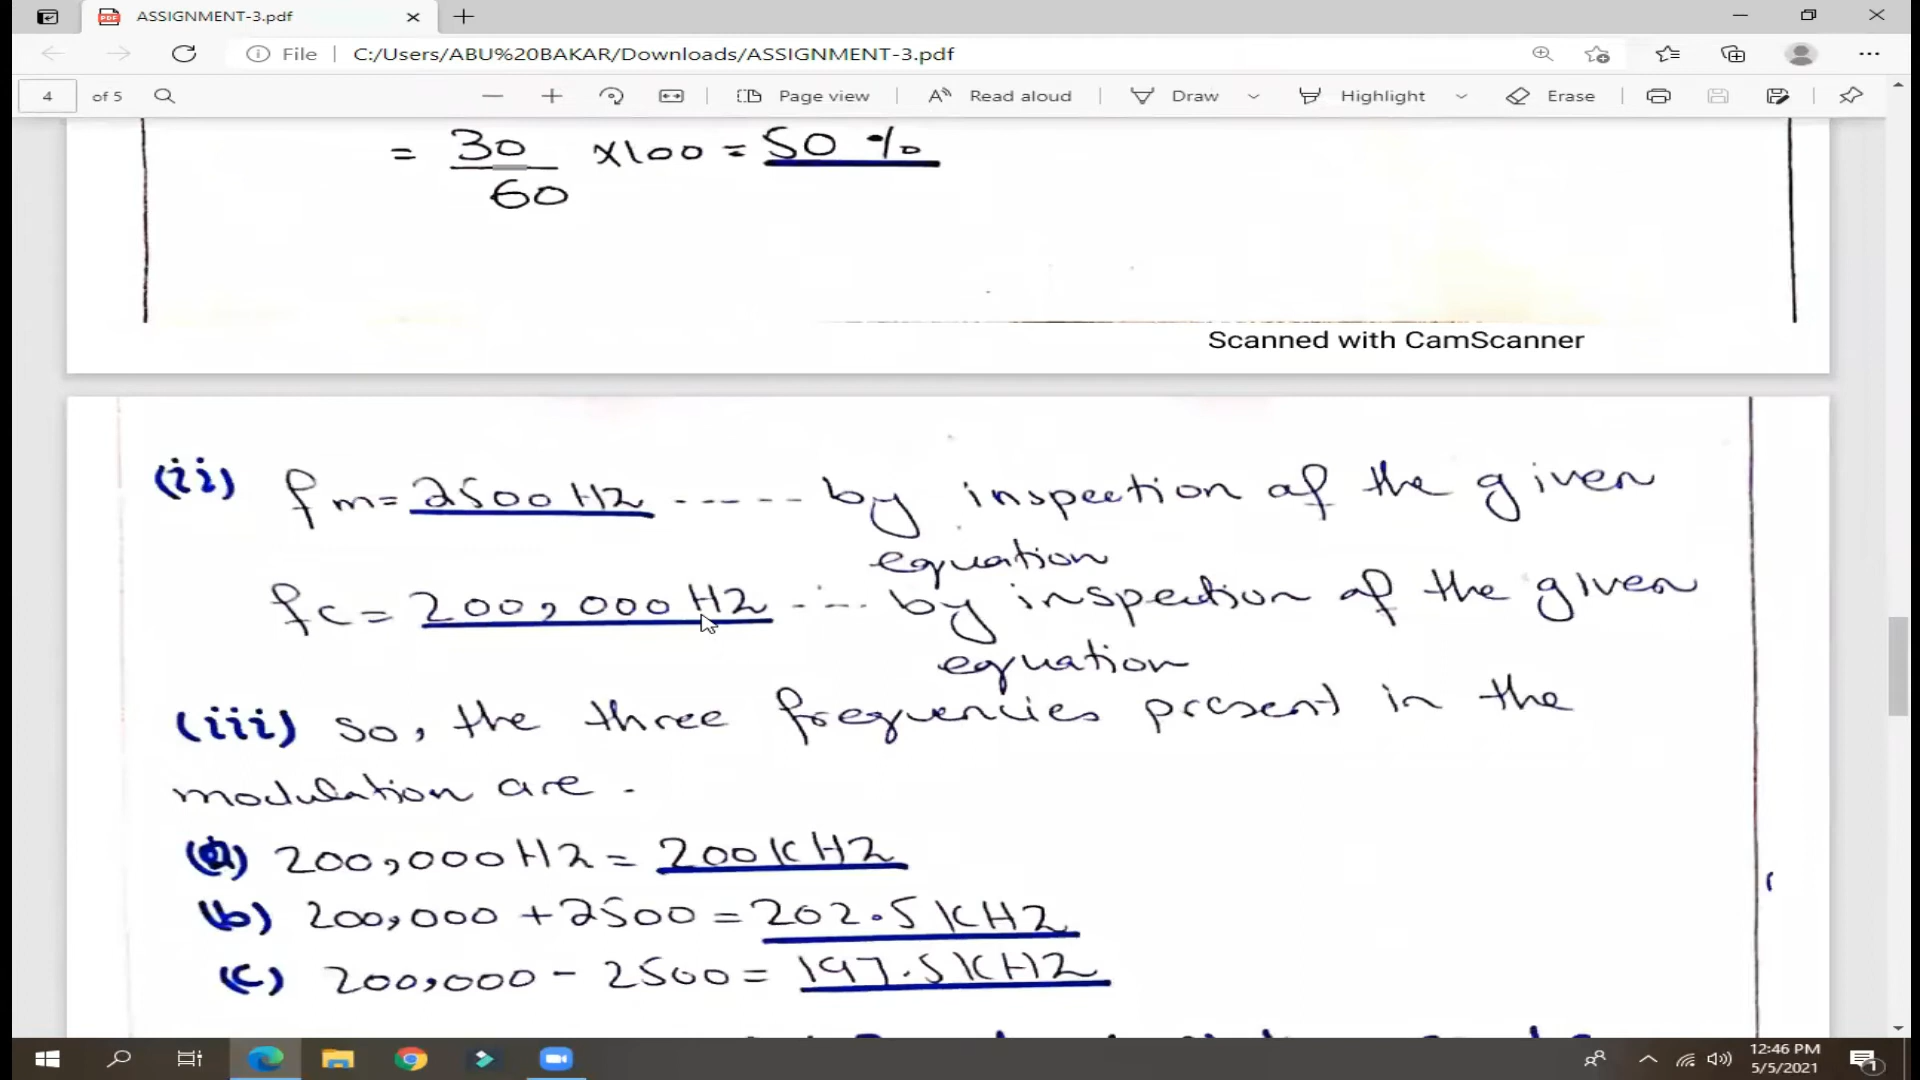 ASSIGNMENT-3.pdf
File
C:/Users/ABU%20BAKAR/Downloads/ASSIGNMENT-3.pdf
4 of 5
Page view
Read aloud
Draw
Highlight
Erase
= 30/60 x100 = 50 %
Scanned with CamScanner
(ii) fm = 2500 HZ ----- by inspection of the given
equation
fc = 200,000 HZ ---- by inspection of the given
equation
(iii) so, the three frequencies present in the
modulation are.
(a) 200,000 HZ = 200 KHZ
(b) 200,000 + 2500 = 202.5 KHZ
(c) 200,000 - 2500 = 197.5 KHZ
12:46 PM
5/5/2021
1